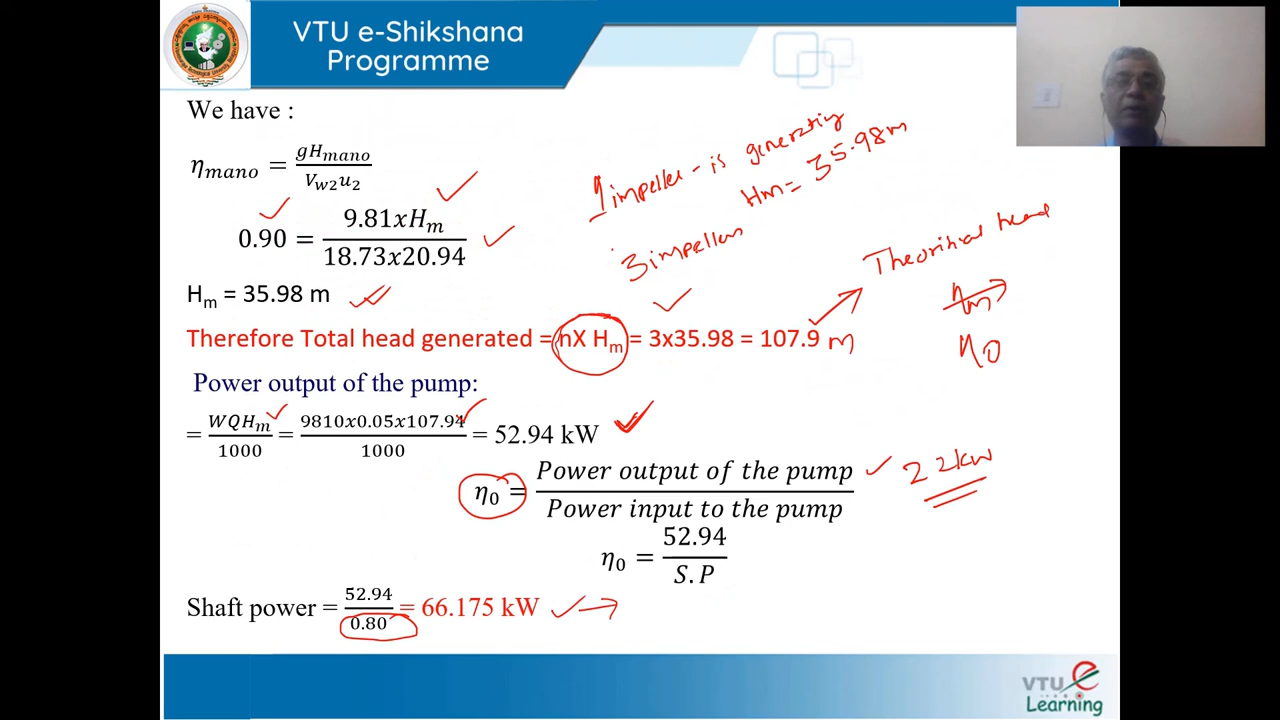 VTU e-Shikshana
Programme
We have :
η_mano = gH_mano / V_w2 u_2
0.90 = 9.81xH_m / 18.73x20.94
H_m = 35.98 m
1 impeller - is generating
Hm = 35.98m
3 impellers
Theoritical head
ηm
ηo
Therefore Total head generated = nX H_m = 3x35.98 = 107.9 m
Power output of the pump:
= WQH_m / 1000 = 9810x0.05x107.94 / 1000 = 52.94 kW
η_0 = Power output of the pump / Power input to the pump
22kw
η_0 = 52.94 / S.P
Shaft power = 52.94 / 0.80 = 66.175 kW
VTU e
Learning